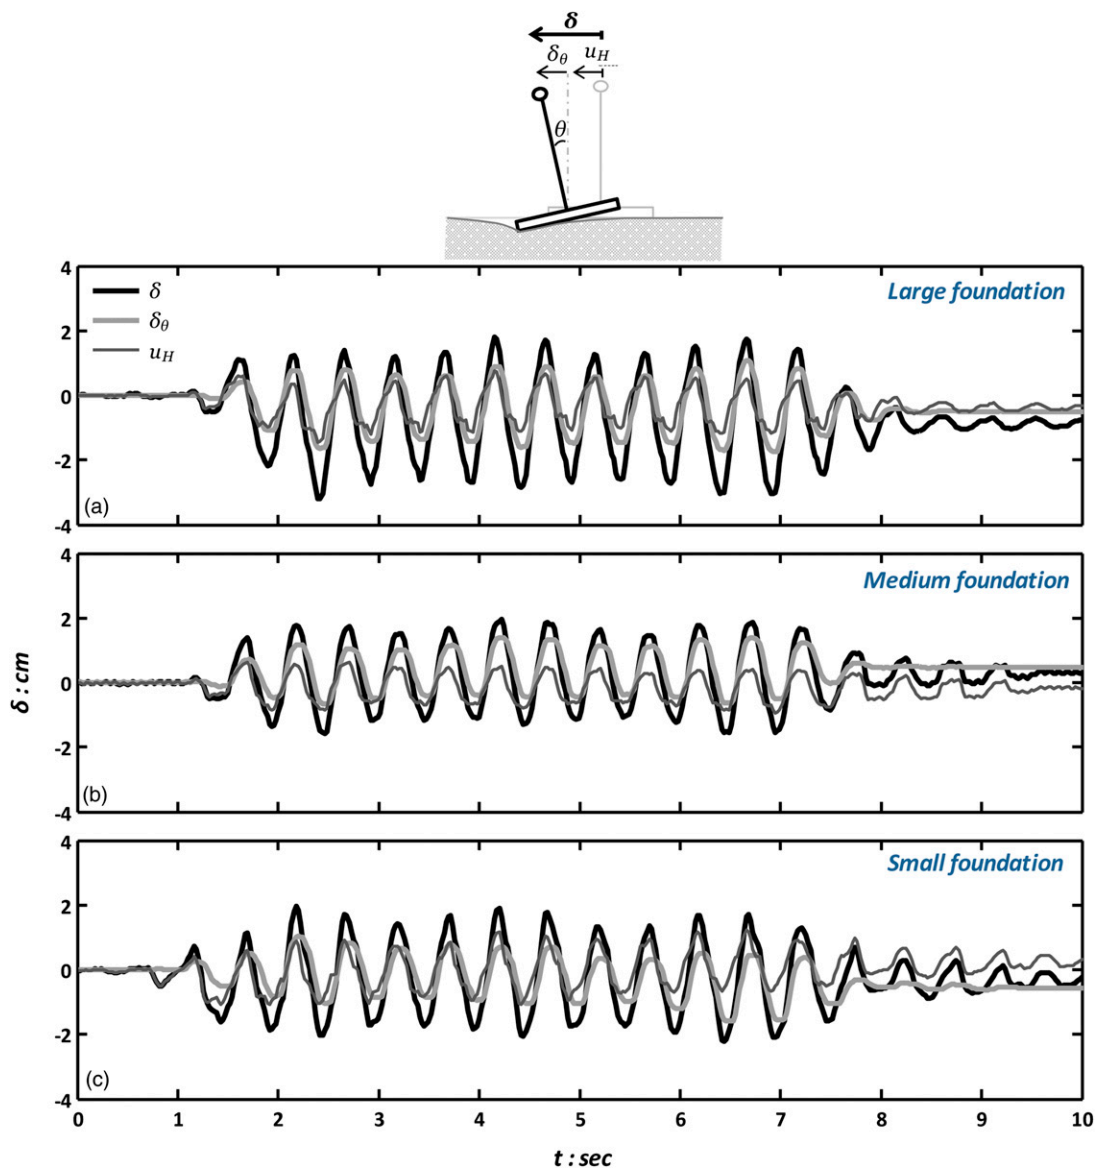 δ
δθ uH
θ
4
2
0
-2
-4
δ
δθ
uH
Large foundation
(a)
4
2
0
-2
-4
Medium foundation
(b)
δ : cm
4
2
0
-2
-4
Small foundation
(c)
0 1 2 3 4 5 6 7 8 9 10
t : sec